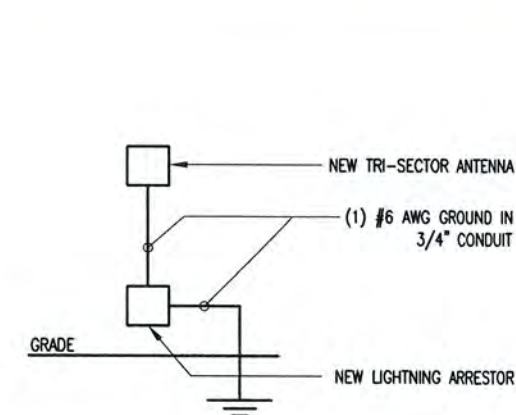 NEW TRI-SECTOR ANTENNA
(1) #6 AWG GROUND IN
3/4" CONDUIT
GRADE
NEW LIGHTNING ARRESTOR